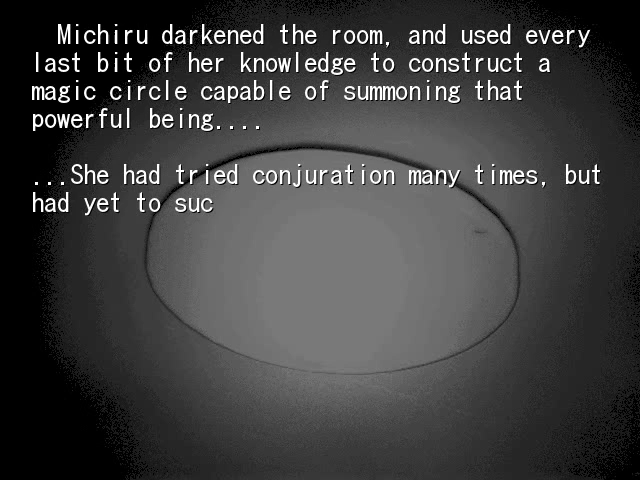 Michiru darkened the room, and used every
last bit of her knowledge to construct a
magic circle capable of summoning that
powerful being....
...She had tried conjuration many times, but
had yet to suc